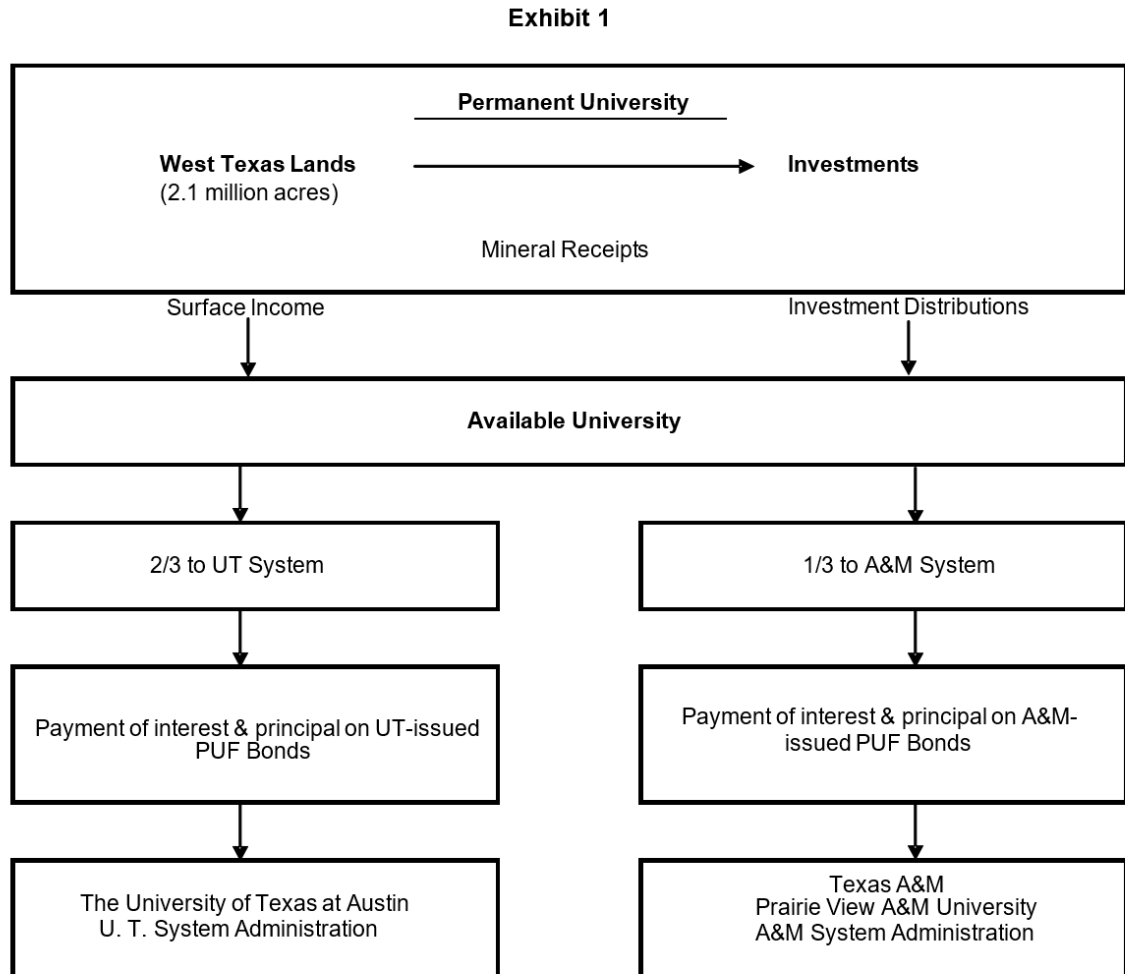 Exhibit 1
Permanent University
West Texas Lands
(2.1 million acres)
Investments
Mineral Receipts
Surface Income
Investment Distributions
Available University
2/3 to UT System
1/3 to A&M System
Payment of interest & principal on UT-issued
PUF Bonds
Payment of interest & principal on A&M-
issued PUF Bonds
The University of Texas at Austin
U. T. System Administration
Texas A&M
Prairie View A&M University
A&M System Administration